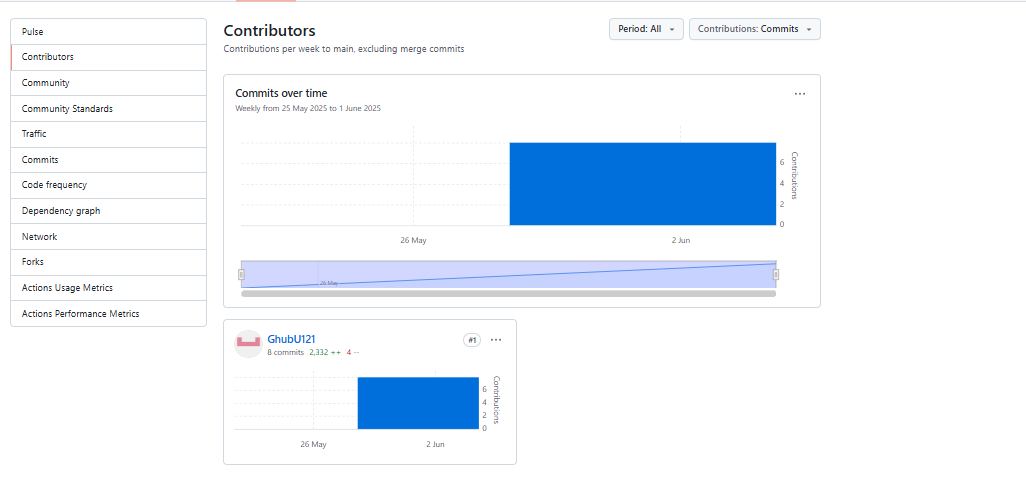 Pulse
Contributors
Community
Community Standards
Traffic
Commits
Code frequency
Dependency graph
Network
Forks
Actions Usage Metrics
Actions Performance Metrics
Contributors
Contributions per week to main, excluding merge commits
Period: All
Contributions: Commits
Commits over time
Weekly from 25 May 2025 to 1 June 2025
6
4
2
0
Contributions
26 May
2 Jun
26 May
GhubU121
#1
8 commits 2,332 ++ 4 --
6
4
2
0
Contributions
26 May
2 Jun